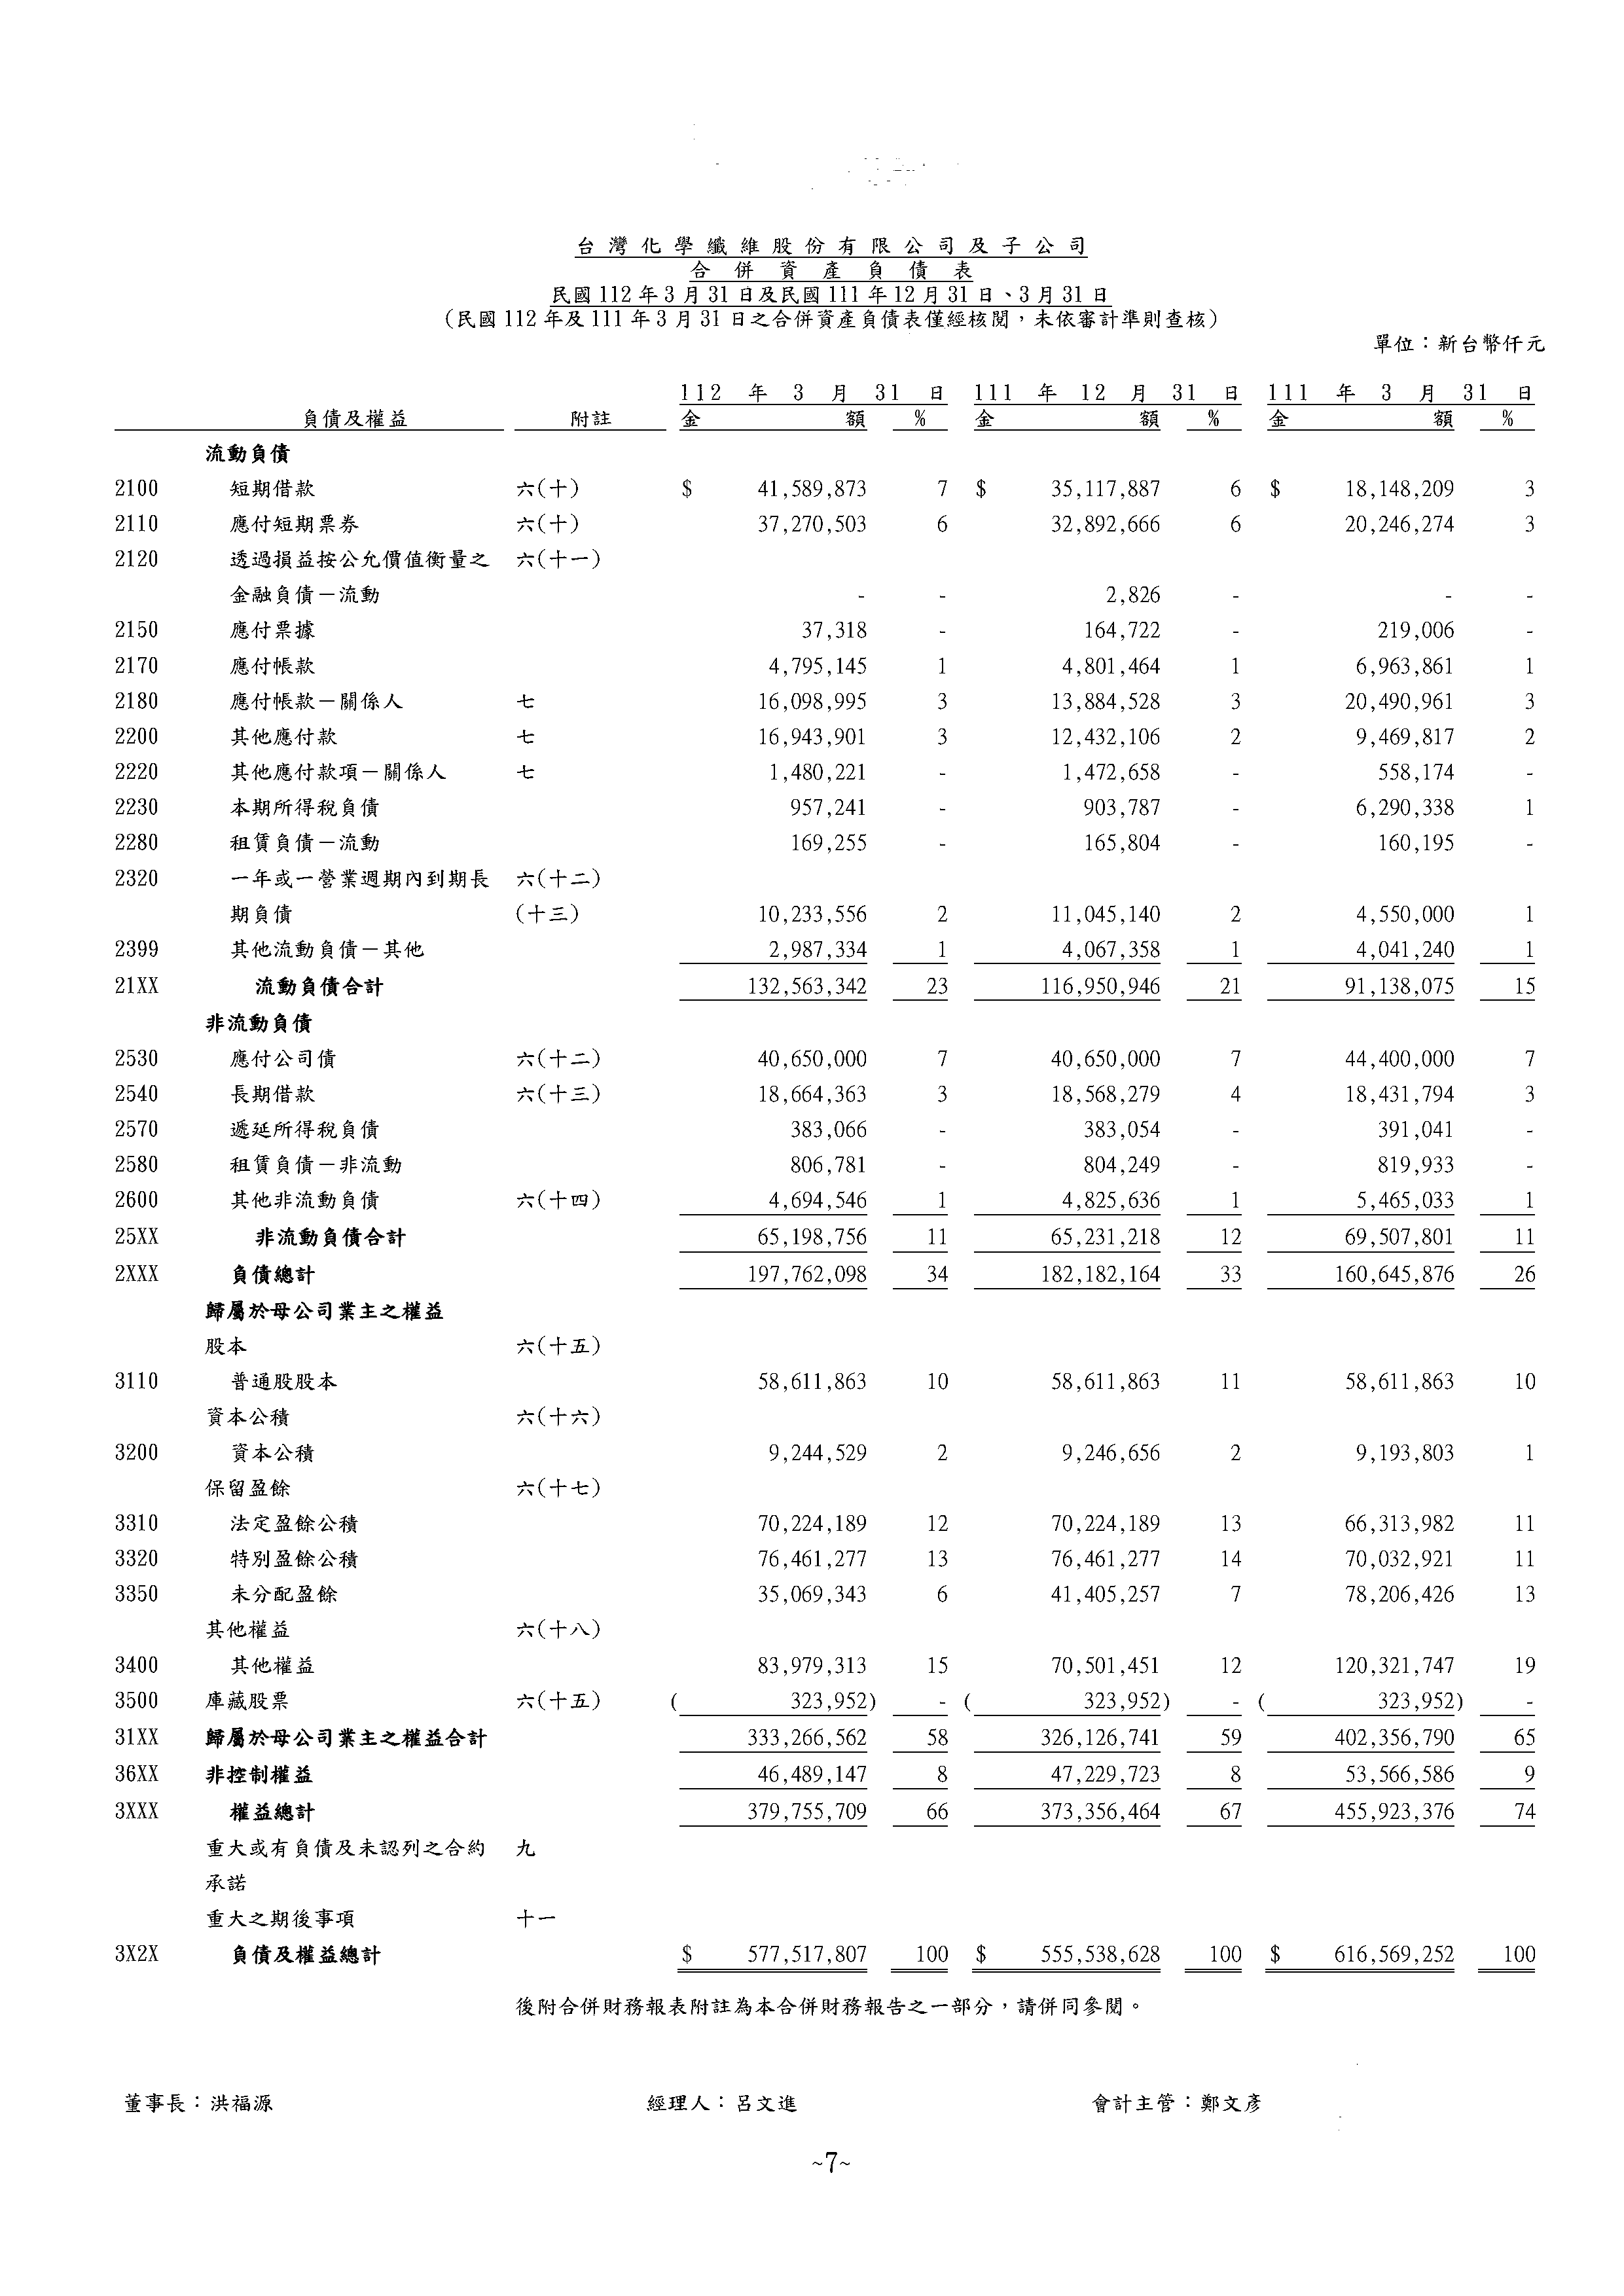 台灣化學纖維股份有限公司及子公司
合併資產負債表
民國112年3月31日及民國111年12月31日、3月31日
(民國112年及111年3月31日之合併資產負債表僅經核閱,未依審計準則查核)
單位:新台幣仟元
112年3月31日 111年12月31日 111年3月31日
負債及權益 附註 金額 % 金額 % 金額 %
流動負債
2100 短期借款 六(十) $ 41,589,873 7 $ 35,117,887 6 $ 18,148,209 3
2110 應付短期票券 六(十) 37,270,503 6 32,892,666 6 20,246,274 3
2120 透過損益按公允價值衡量之 六(十一)
金融負債-流動 - - 2,826 - - -
2150 應付票據 37,318 - 164,722 - 219,006 -
2170 應付帳款 4,795,145 1 4,801,464 1 6,963,861 1
2180 應付帳款-關係人 七 16,098,995 3 13,884,528 3 20,490,961 3
2200 其他應付款 七 16,943,901 3 12,432,106 2 9,469,817 2
2220 其他應付款項-關係人 七 1,480,221 - 1,472,658 - 558,174 -
2230 本期所得稅負債 957,241 - 903,787 - 6,290,338 1
2280 租賃負債-流動 169,255 - 165,804 - 160,195 -
2320 一年或一營業週期內到期長 六(十二)
期負債 (十三) 10,233,556 2 11,045,140 2 4,550,000 1
2399 其他流動負債-其他 2,987,334 1 4,067,358 1 4,041,240 1
21XX 流動負債合計 132,563,342 23 116,950,946 21 91,138,075 15
非流動負債
2530 應付公司債 六(十二) 40,650,000 7 40,650,000 7 44,400,000 7
2540 長期借款 六(十三) 18,664,363 3 18,568,279 4 18,431,794 3
2570 遞延所得稅負債 383,066 - 383,054 - 391,041 -
2580 租賃負債-非流動 806,781 - 804,249 - 819,933 -
2600 其他非流動負債 六(十四) 4,694,546 1 4,825,636 1 5,465,033 1
25XX 非流動負債合計 65,198,756 11 65,231,218 12 69,507,801 11
2XXX 負債總計 197,762,098 34 182,182,164 33 160,645,876 26
歸屬於母公司業主之權益
股本 六(十五)
3110 普通股股本 58,611,863 10 58,611,863 11 58,611,863 10
資本公積 六(十六)
3200 資本公積 9,244,529 2 9,246,656 2 9,193,803 1
保留盈餘 六(十七)
3310 法定盈餘公積 70,224,189 12 70,224,189 13 66,313,982 11
3320 特別盈餘公積 76,461,277 13 76,461,277 14 70,032,921 11
3350 未分配盈餘 35,069,343 6 41,405,257 7 78,206,426 13
其他權益 六(十八)
3400 其他權益 83,979,313 15 70,501,451 12 120,321,747 19
3500 庫藏股票 六(十五) ( 323,952) - ( 323,952) - ( 323,952) -
31XX 歸屬於母公司業主之權益合計 333,266,562 58 326,126,741 59 402,356,790 65
36XX 非控制權益 46,489,147 8 47,229,723 8 53,566,586 9
3XXX 權益總計 379,755,709 66 373,356,464 67 455,923,376 74
重大或有負債及未認列之合約 九
承諾
重大之期後事項 十一
3X2X 負債及權益總計 $ 577,517,807 100 $ 555,538,628 100 $ 616,569,252 100
後附合併財務報表附註為本合併財務報告之一部分,請併同參閱。
董事長:洪福源 經理人:呂文進 會計主管:鄭文彥
~7~